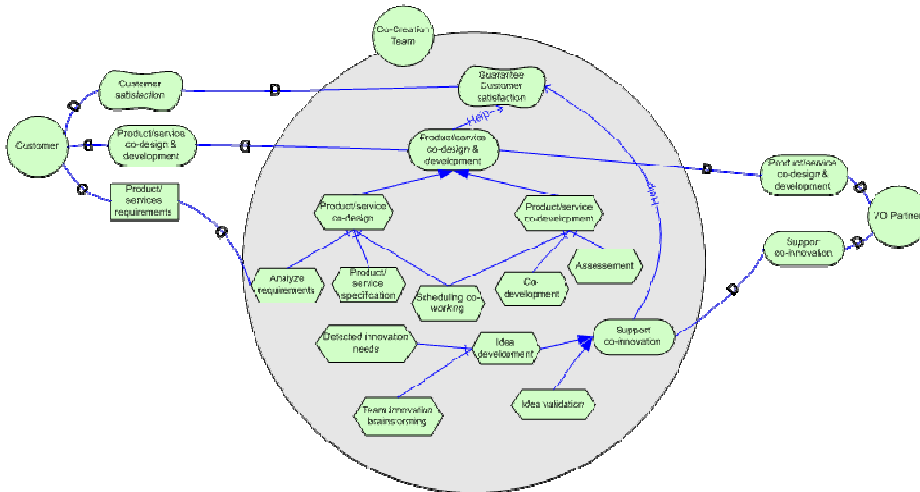 Co-Creation
Team
Customer
satisfaction
Guarantee
Customer
satisfaction
D
D
Help
Customer
Product/service
co-design &
development
D
D
Product/service
co-design &
development
D
Product/service
co-design &
development
D
D
Product/
services
requirements
D
Product/service
co-design
Product/service
co-development
Help
VO Partner
D
Support
co-innovation
D
Analyze
requirements
Product/
service
specification
Scheduling co-
working
Co-
development
Assessement
D
Detected innovation
needs
Idea
development
Support
co-innovation
Team innovation
brainstorming
Idea validation